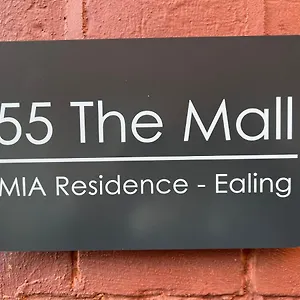 55 The Mall
MIA Residence - Ealing